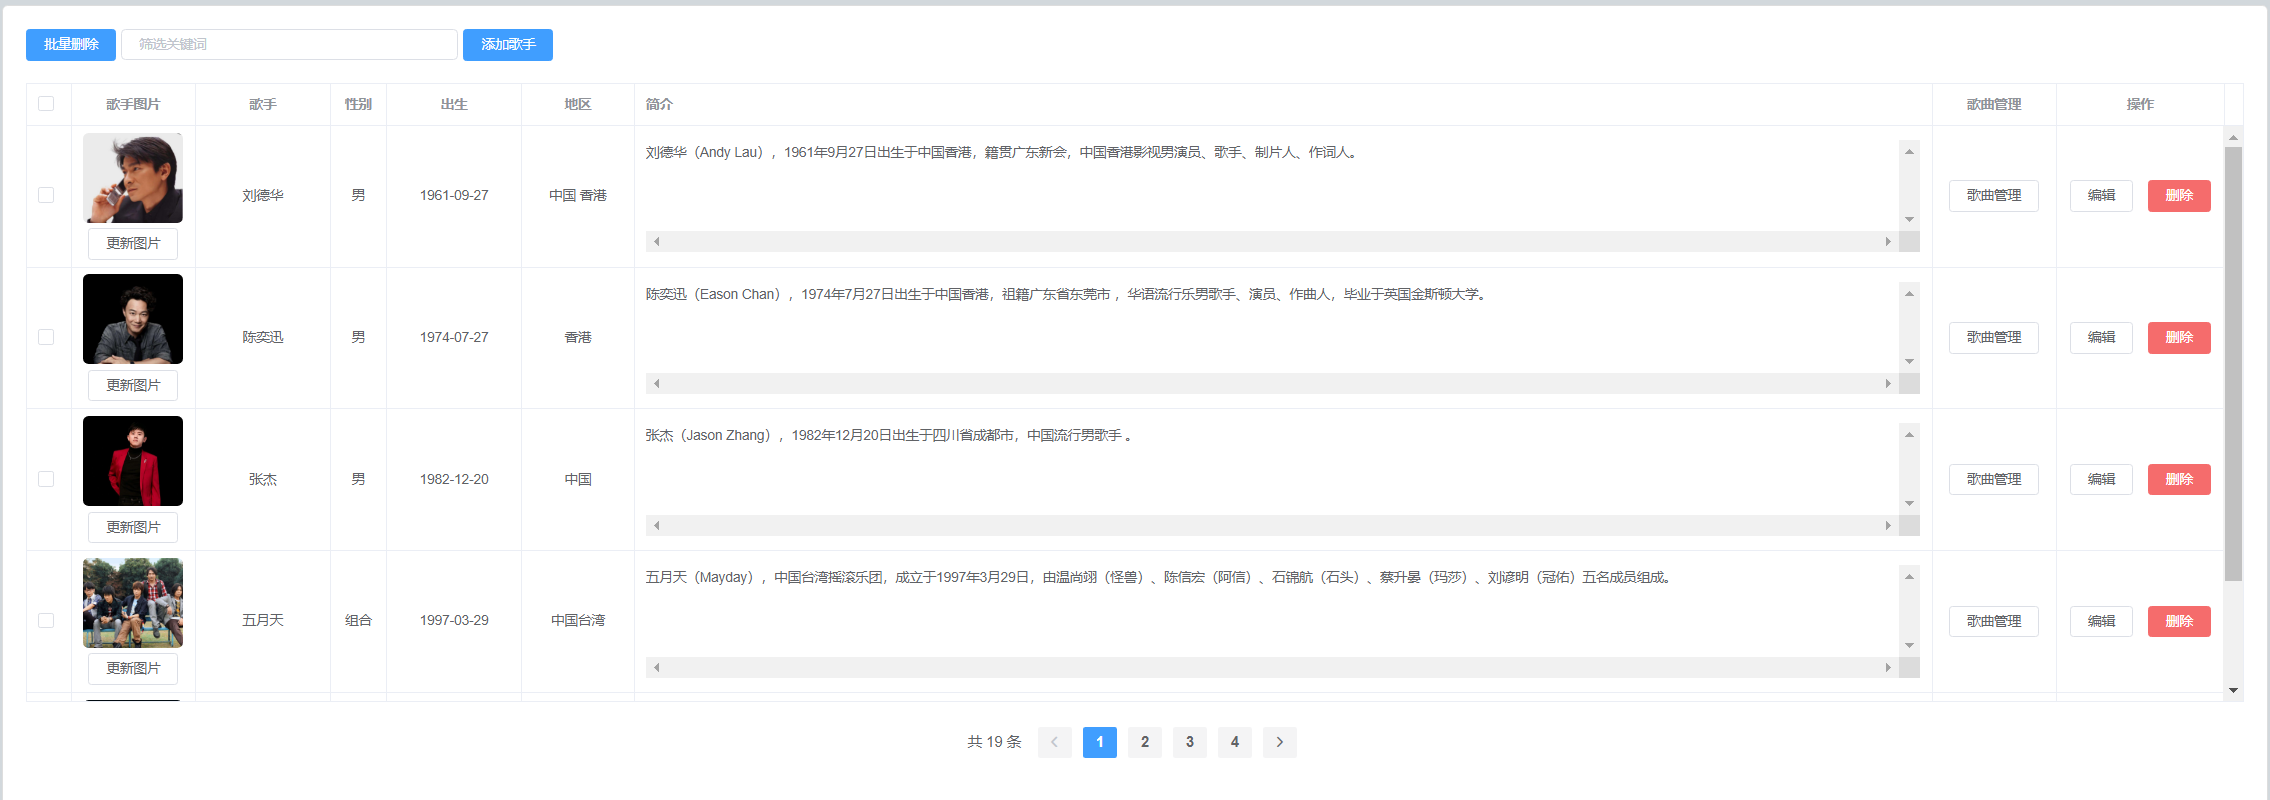 批量删除 筛选关键词 添加歌手
歌手图片 歌手 性别 出生 地区 简介 歌曲管理 操作
刘德华（Andy Lau），1961年9月27日出生于中国香港，籍贯广东新会，中国香港影视男演员、歌手、制片人、作词人。
刘德华 男 1961-09-27 中国 香港 歌曲管理 编辑 删除
更新图片
陈奕迅（Eason Chan），1974年7月27日出生于中国香港，祖籍广东省东莞市 ，华语流行乐男歌手、演员、作曲人，毕业于英国金斯顿大学。
陈奕迅 男 1974-07-27 香港 歌曲管理 编辑 删除
更新图片
张杰（Jason Zhang），1982年12月20日出生于四川省成都市，中国流行男歌手 。
张杰 男 1982-12-20 中国 歌曲管理 编辑 删除
更新图片
五月天（Mayday），中国台湾摇滚乐团，成立于1997年3月29日，由温尚翊（怪兽）、陈信宏（阿信）、石锦航（石头）、蔡升晏（玛莎）、刘谚明（冠佑）五名成员组成。
五月天 组合 1997-03-29 中国台湾 歌曲管理 编辑 删除
更新图片
共 19 条 1 2 3 4